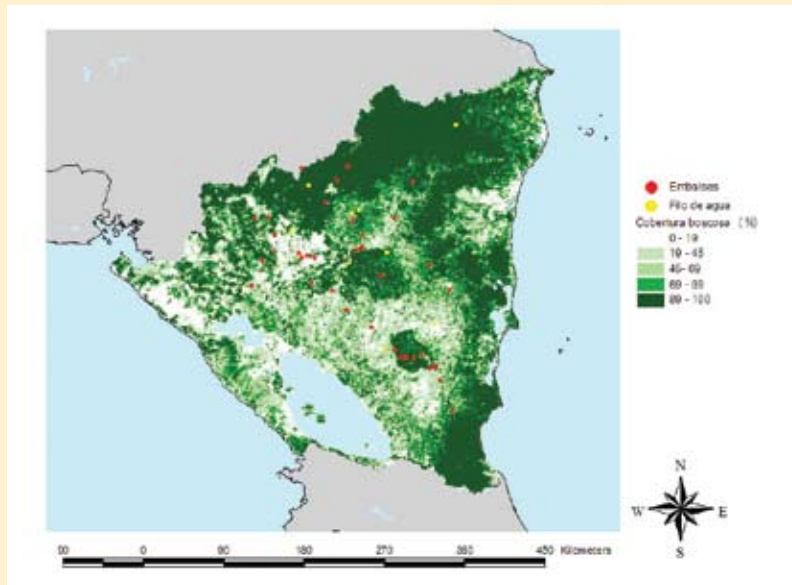 Embalses
Filo de agua
Cobertura boscosa (%)
0 - 19
19 - 45
45- 69
69 - 89
89 - 100
N
W E
S
90 0 90 180 270 360 450 Kilometers